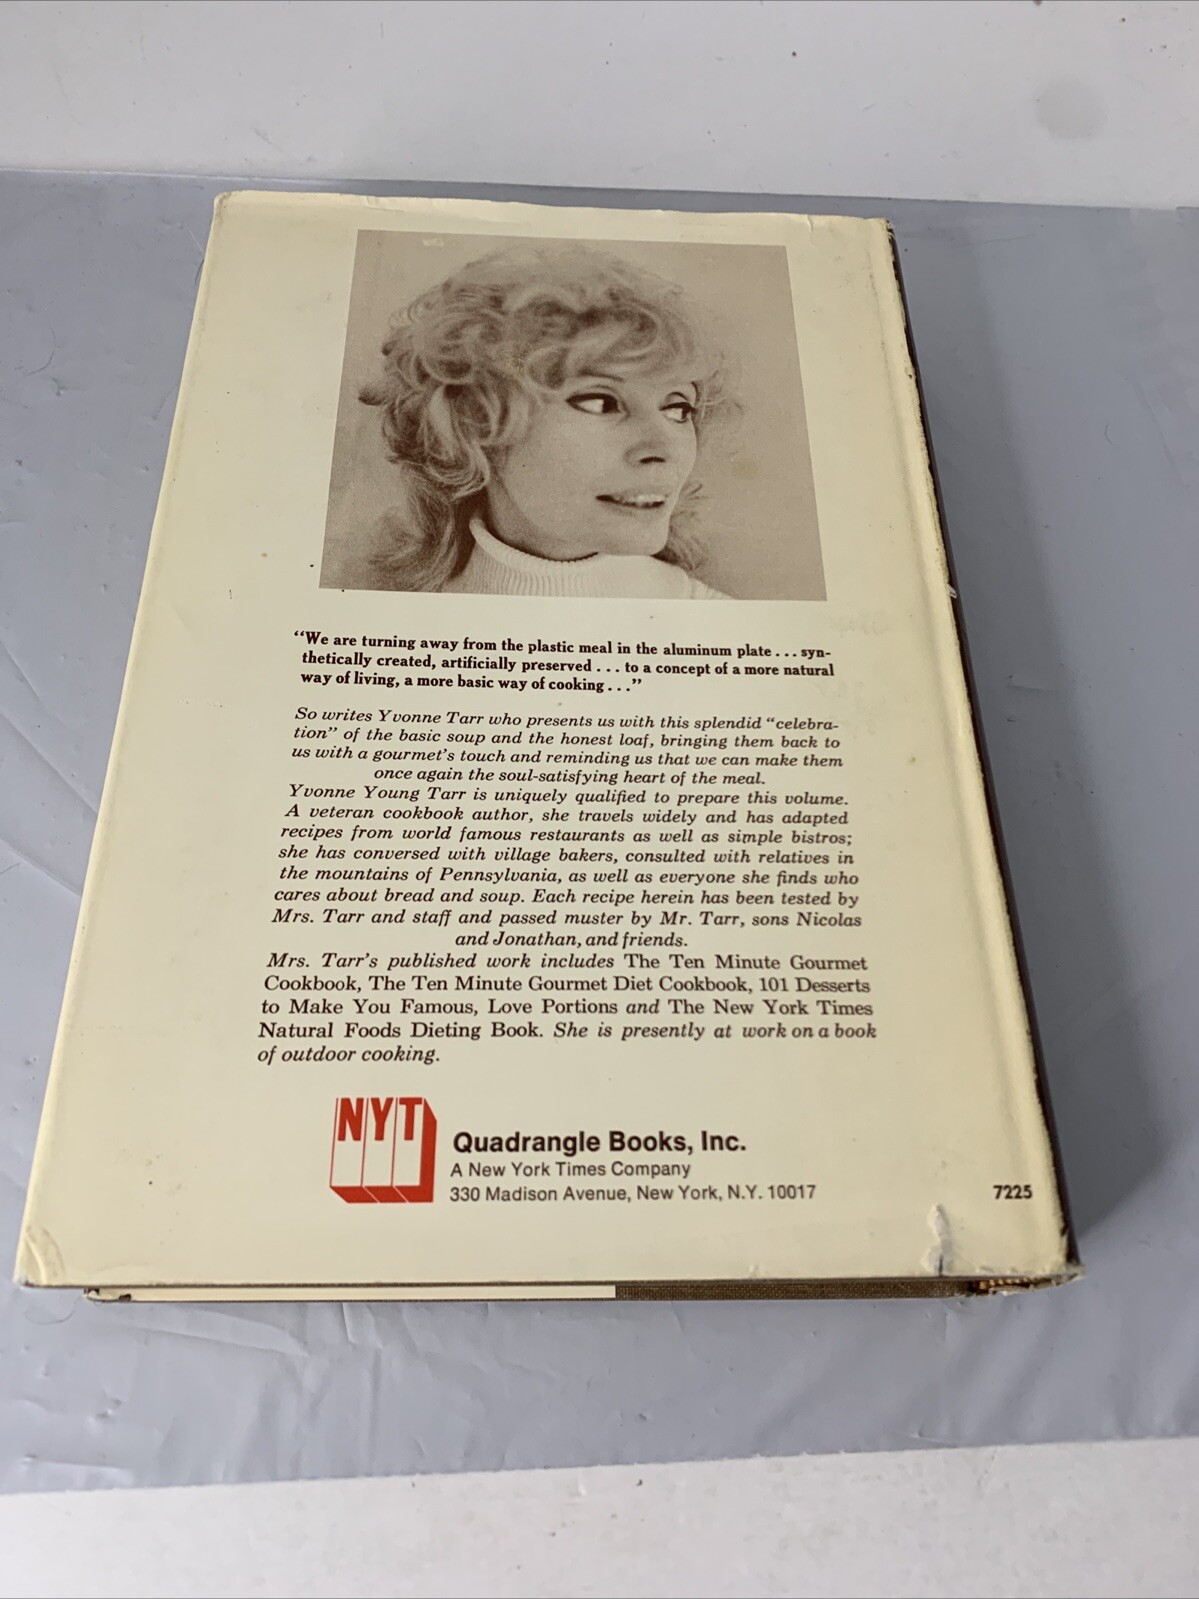 “We are turning away from the plastic meal in the aluminum plate . . . syn-
thetically created, artificially preserved . . . to a concept of a more natural
way of living, a more basic way of cooking . . .”
So writes Yvonne Tarr who presents us with this splendid “celebra-
tion” of the basic soup and the honest loaf, bringing them back to
us with a gourmet’s touch and reminding us that we can make them
once again the soul-satisfying heart of the meal.
Yvonne Young Tarr is uniquely qualified to prepare this volume.
A veteran cookbook author, she travels widely and has adapted
recipes from world famous restaurants as well as simple bistros;
she has conversed with village bakers, consulted with relatives in
the mountains of Pennsylvania, as well as everyone she finds who
cares about bread and soup. Each recipe herein has been tested by
Mrs. Tarr and staff and passed muster by Mr. Tarr, sons Nicolas
and Jonathan, and friends.
Mrs. Tarr’s published work includes The Ten Minute Gourmet
Cookbook, The Ten Minute Gourmet Diet Cookbook, 101 Desserts
to Make You Famous, Love Portions and The New York Times
Natural Foods Dieting Book. She is presently at work on a book
of outdoor cooking.
NYT
Quadrangle Books, Inc.
A New York Times Company
330 Madison Avenue, New York, N.Y. 10017
7225